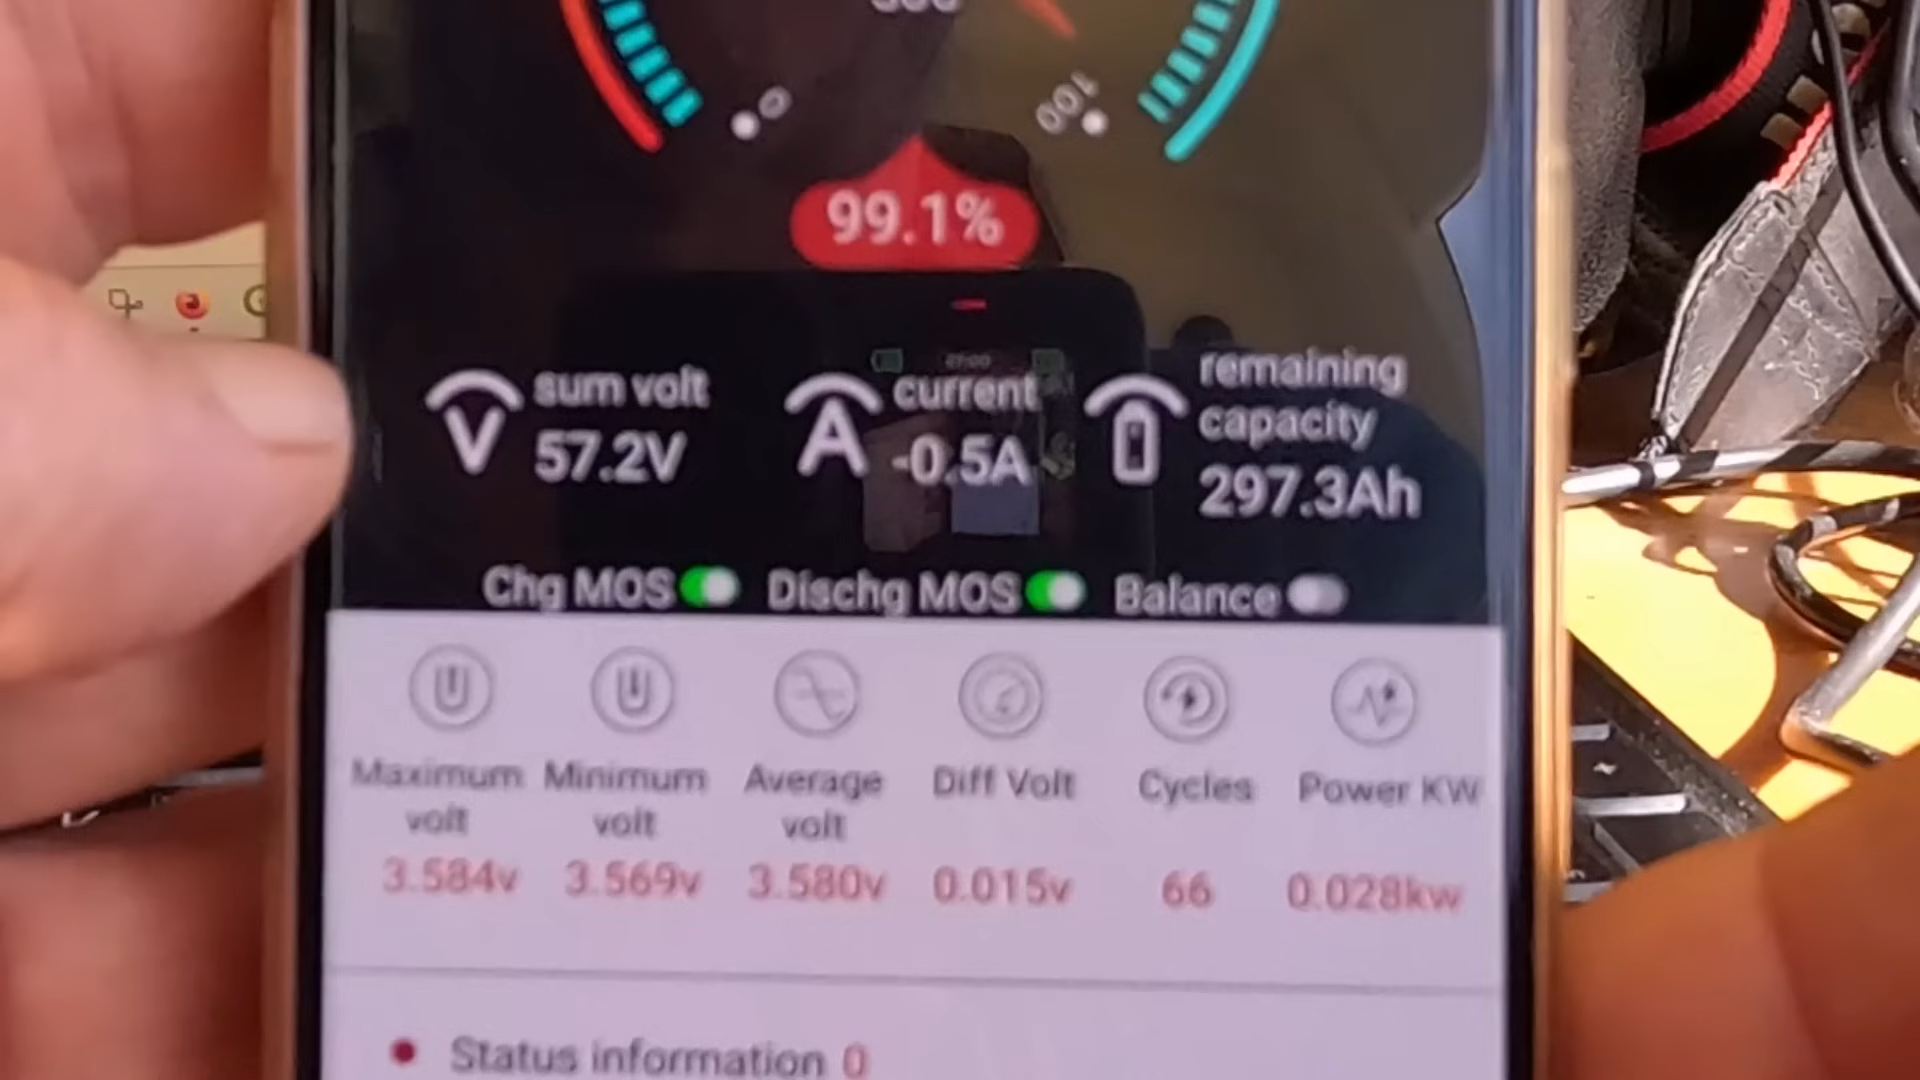 0
100
99.1%
sum volt
57.2V
current
-0.5A
remaining
capacity
297.3Ah
Chg MOS
Dischg MOS
Balance
Maximum
volt
3.584v
Minimum
volt
3.569v
Average
volt
3.580v
Diff Volt
0.015v
Cycles
66
Power KW
0.028kw
Status information 0